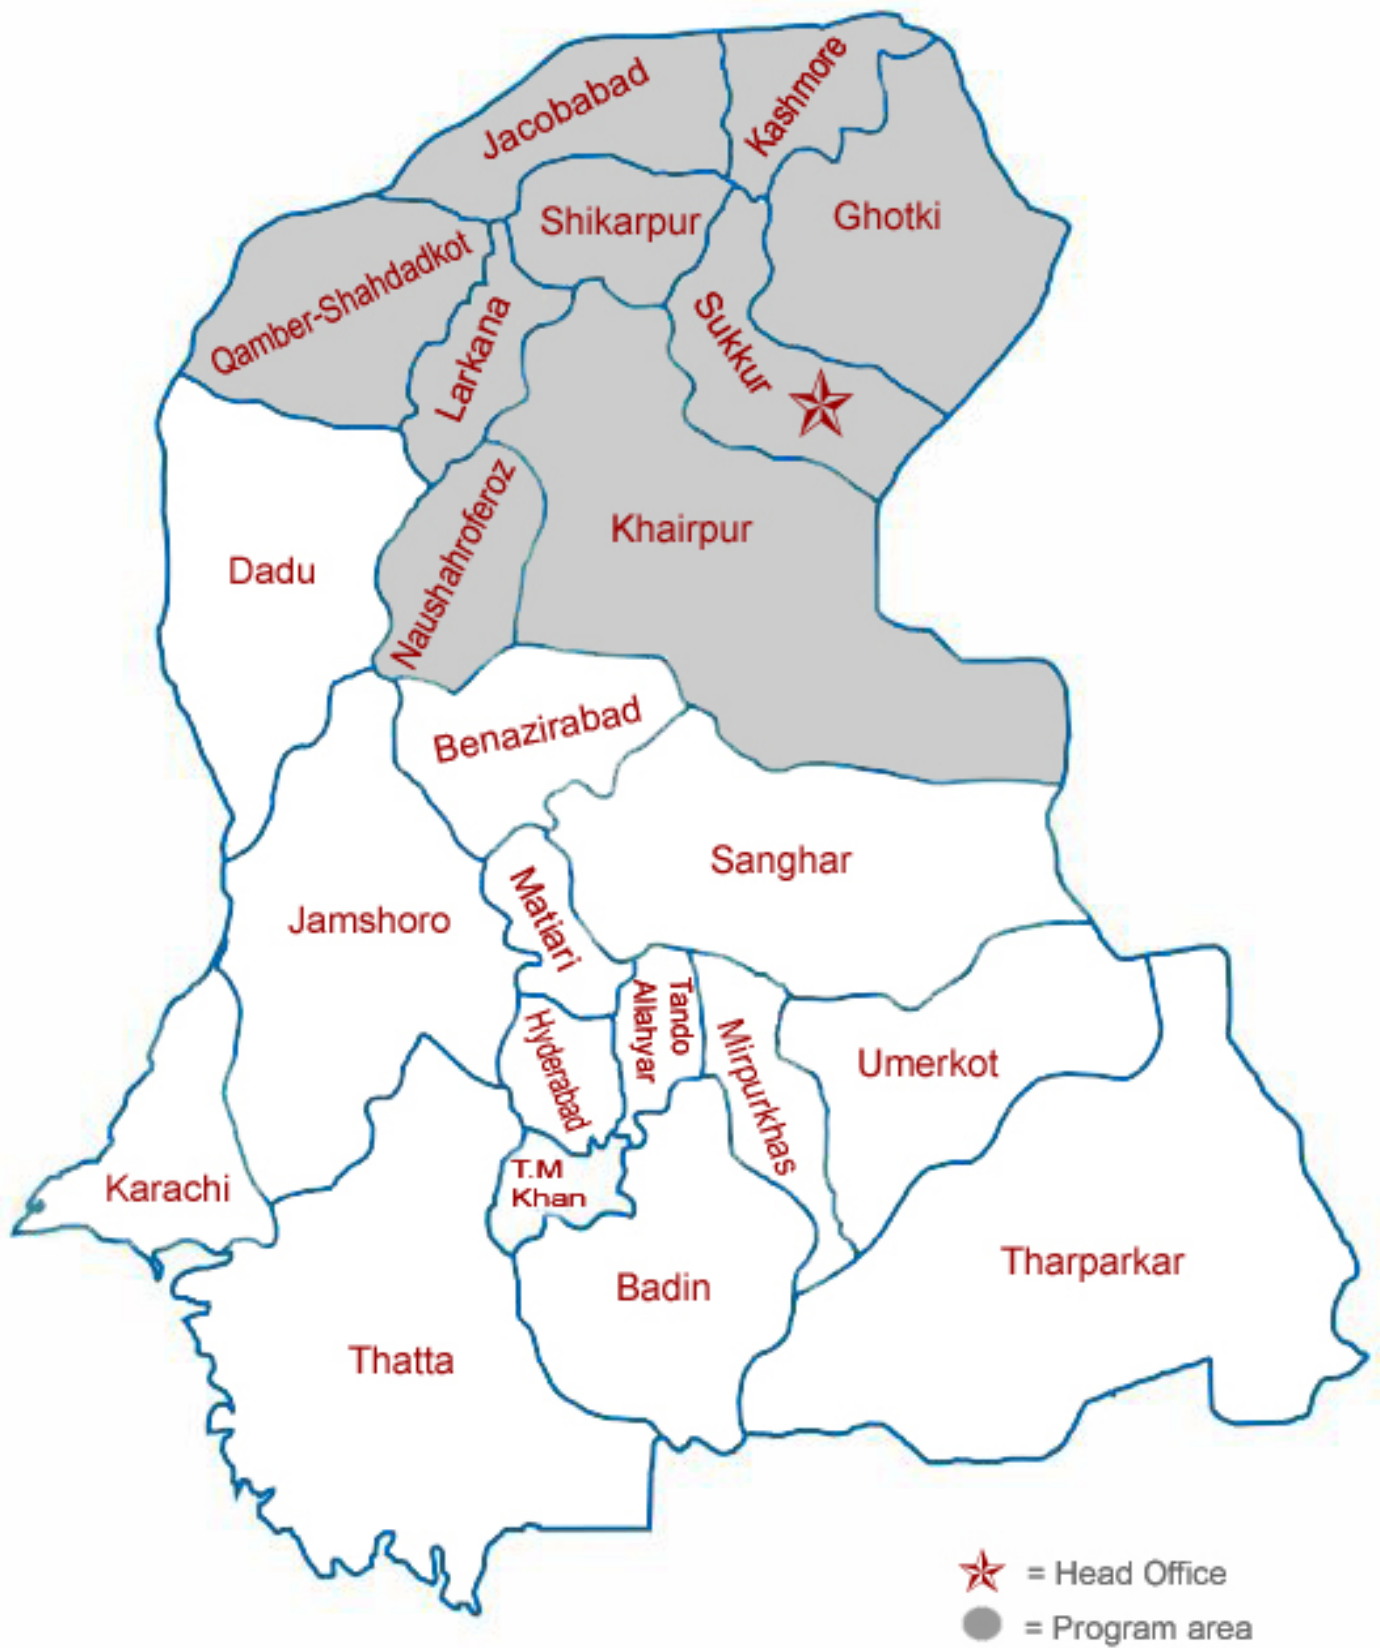 Jacobabad
Kashmore
Shikarpur
Ghotki
Qamber-Shahdadkot
Larkana
Sukkur
Naushahroferoz
Khairpur
Dadu
Benazirabad
Sanghar
Jamshoro
Matiari
Tando
Allahyar
Hyderabad
Mirpurkhas
Umerkot
T.M
Khan
Karachi
Tharparkar
Badin
Thatta
= Head Office
= Program area